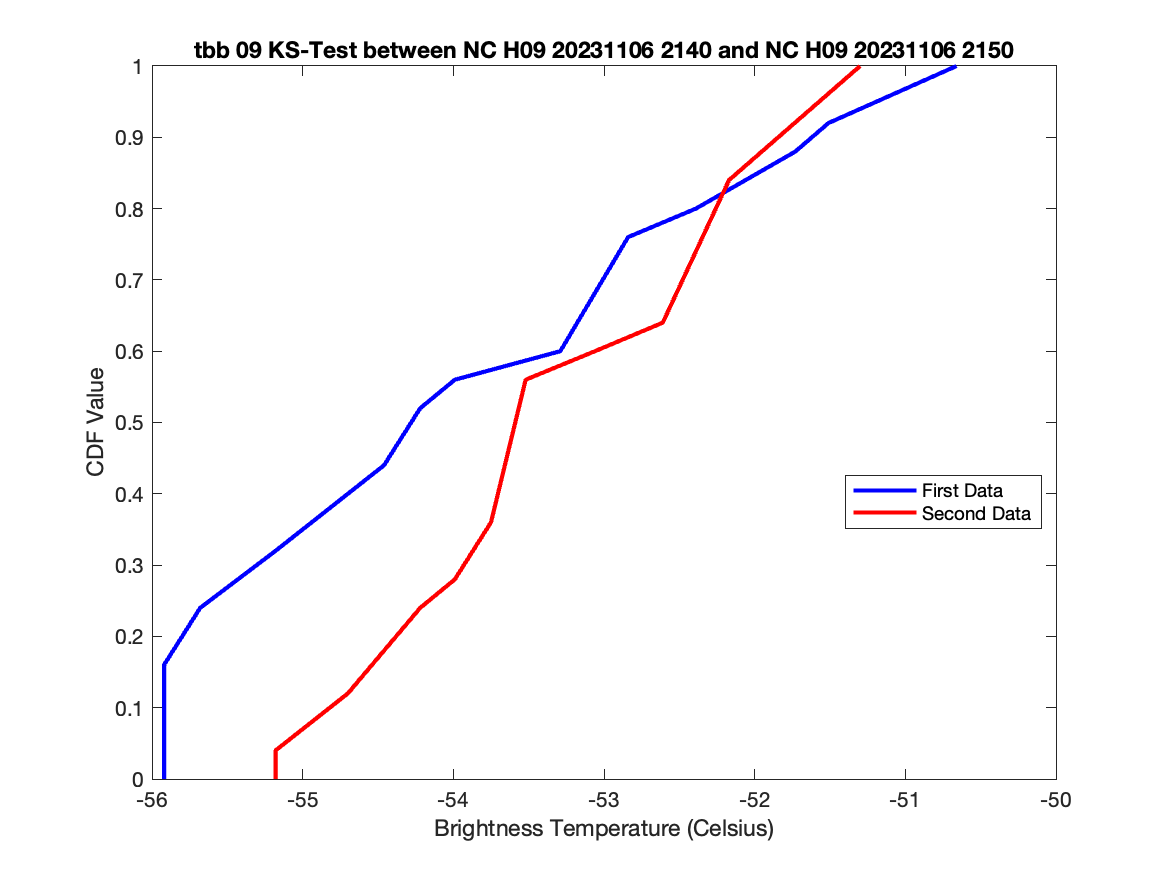 tbb 09 KS-Test between NC H09 20231106 2140 and NC H09 20231106 2150
1
0.9
0.8
0.7
0.6
0.5
0.4
0.3
0.2
0.1
0
CDF Value
First Data
Second Data
-56 -55 -54 -53 -52 -51 -50
Brightness Temperature (Celsius)